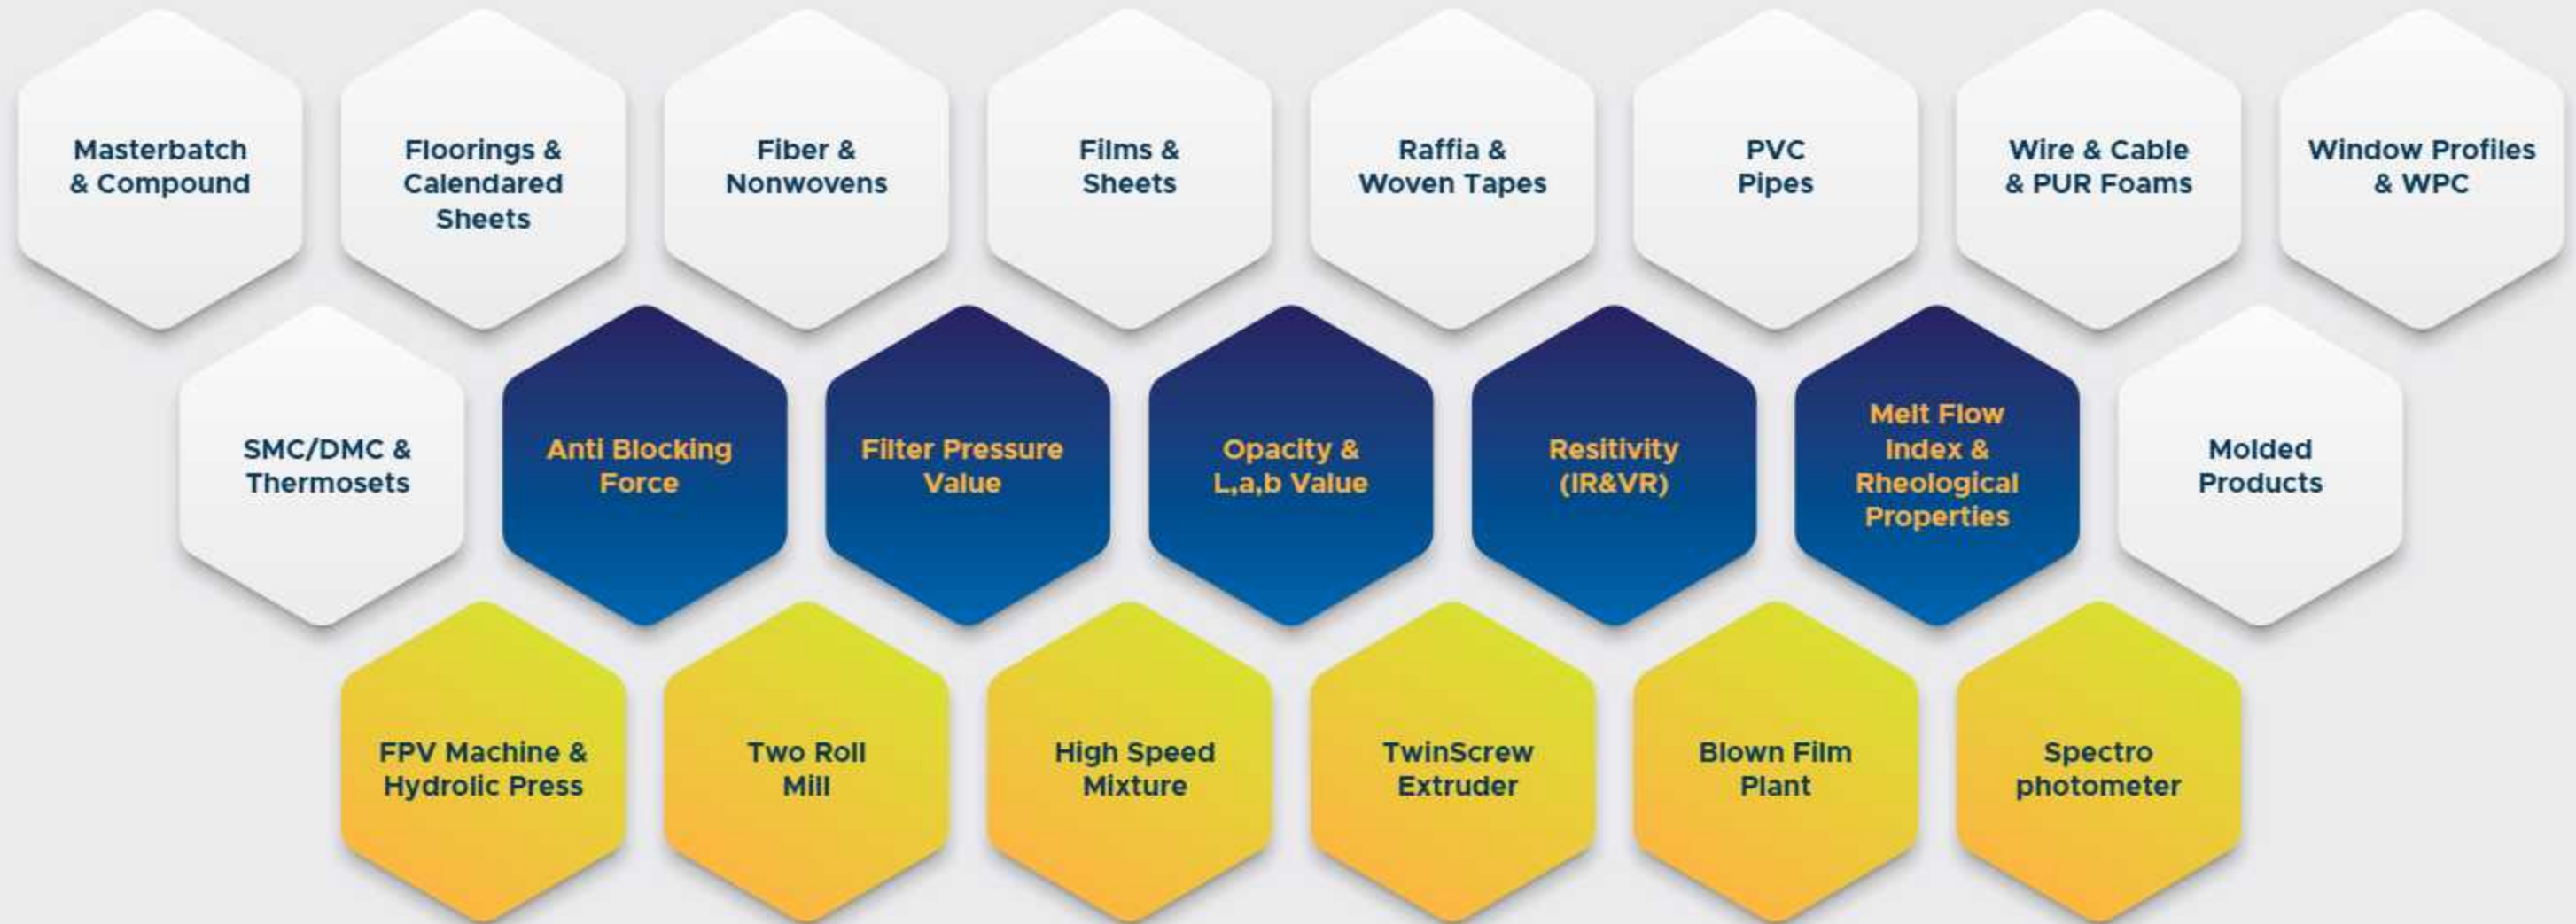 Masterbatch
& Compound
Floorings &
Calendared
Sheets
Fiber &
Nonwovens
Films &
Sheets
Raffia &
Woven Tapes
PVC
Pipes
Wire & Cable
& PUR Foams
Window Profiles
& WPC
SMC/DMC &
Thermosets
Anti Blocking
Force
Filter Pressure
Value
Opacity &
L,a,b Value
Resitivity
(IR&VR)
Melt Flow
Index &
Rheological
Properties
Molded
Products
FPV Machine &
Hydrolic Press
Two Roll
Mill
High Speed
Mixture
TwinScrew
Extruder
Blown Film
Plant
Spectro
photometer